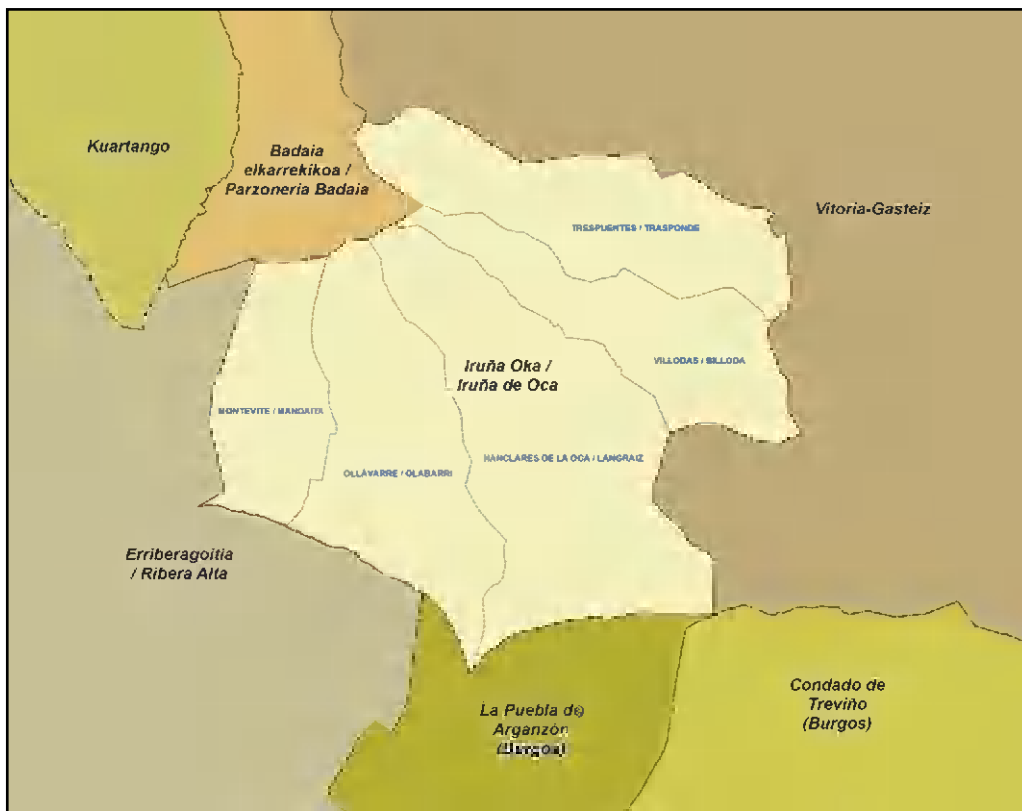 Kuartango
Badaia
elkarrekikoa /
Parzoneria Badaia
Vitoria-Gasteiz
TRESPUENTES / TRASPONDE
VILLODAS / BILLODA
Iruña Oka /
Iruña de Oca
MONTEVITE / MANDAITA
OLLAVARRE / OLABARRI
NANCLARES DE LA OCA / LANGRAIZ
Erriberagoitia
/ Ribera Alta
La Puebla de
Arganzón
(Burgos)
Condado de
Treviño
(Burgos)